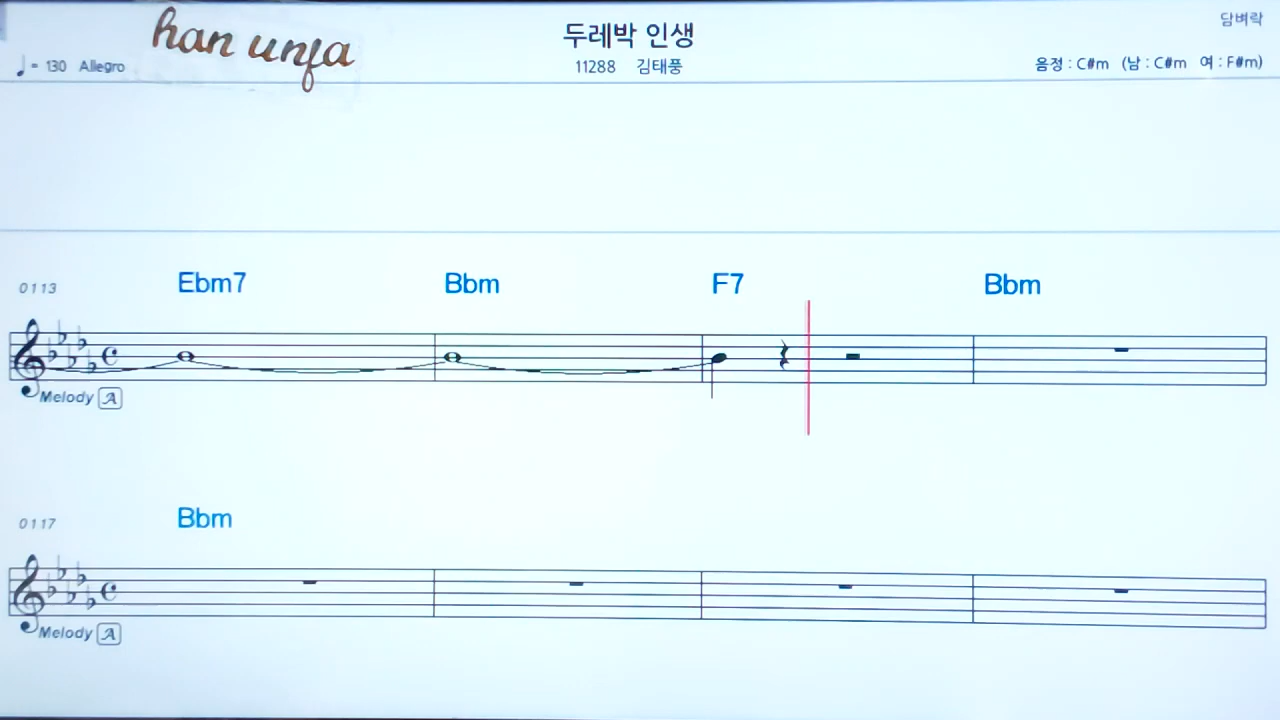 han unfa
두레박 인생
담벼락
♩= 130 Allegro
11288 김태풍
음정 : C#m (남 : C#m 여 : F#m)
0113 Ebm7 Bbm F7 Bbm
Melody A
0117 Bbm
Melody A